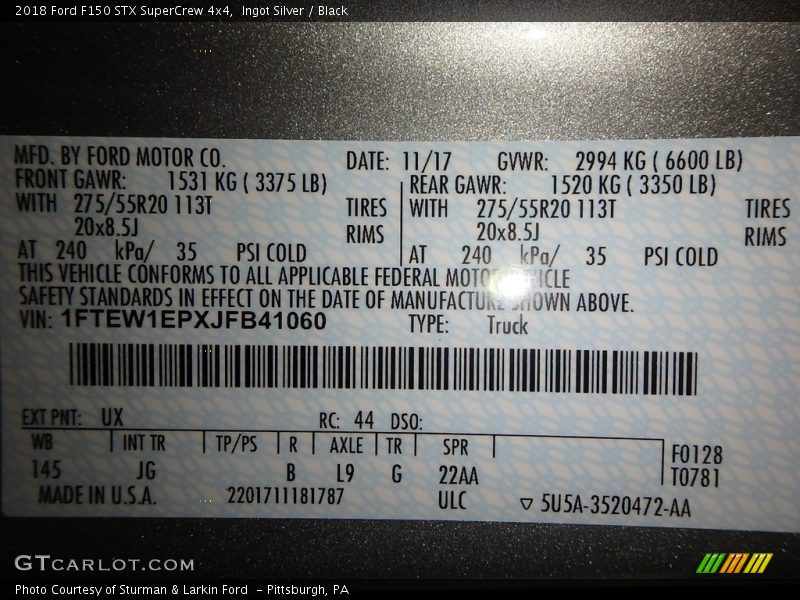 2018 Ford F150 STX SuperCrew 4x4,  Ingot Silver / Black
MFD. BY FORD MOTOR CO. DATE: 11/17 GVWR: 2994 KG ( 6600 LB)
FRONT GAWR: 1531 KG ( 3375 LB) REAR GAWR: 1520 KG ( 3350 LB)
WITH 275/55R20 113T TIRES WITH 275/55R20 113T TIRES
20x8.5J RIMS 20x8.5J RIMS
AT 240 kPa/ 35 PSI COLD AT 240 kPa/ 35 PSI COLD
THIS VEHICLE CONFORMS TO ALL APPLICABLE FEDERAL MOTOR VEHICLE
SAFETY STANDARDS IN EFFECT ON THE DATE OF MANUFACTURE SHOWN ABOVE.
VIN: 1FTEW1EPXJFB41060 TYPE: Truck
EXT PNT: UX RC: 44 DSO:
WB INT TR TP/PS R AXLE TR SPR F0128
145 JG B L9 G 22AA T0781
MADE IN U.S.A. 2201711181787 ULC ▽ 5U5A-3520472-AA
GTCARLOT.COM
Photo Courtesy of Sturman & Larkin Ford  - Pittsburgh, PA